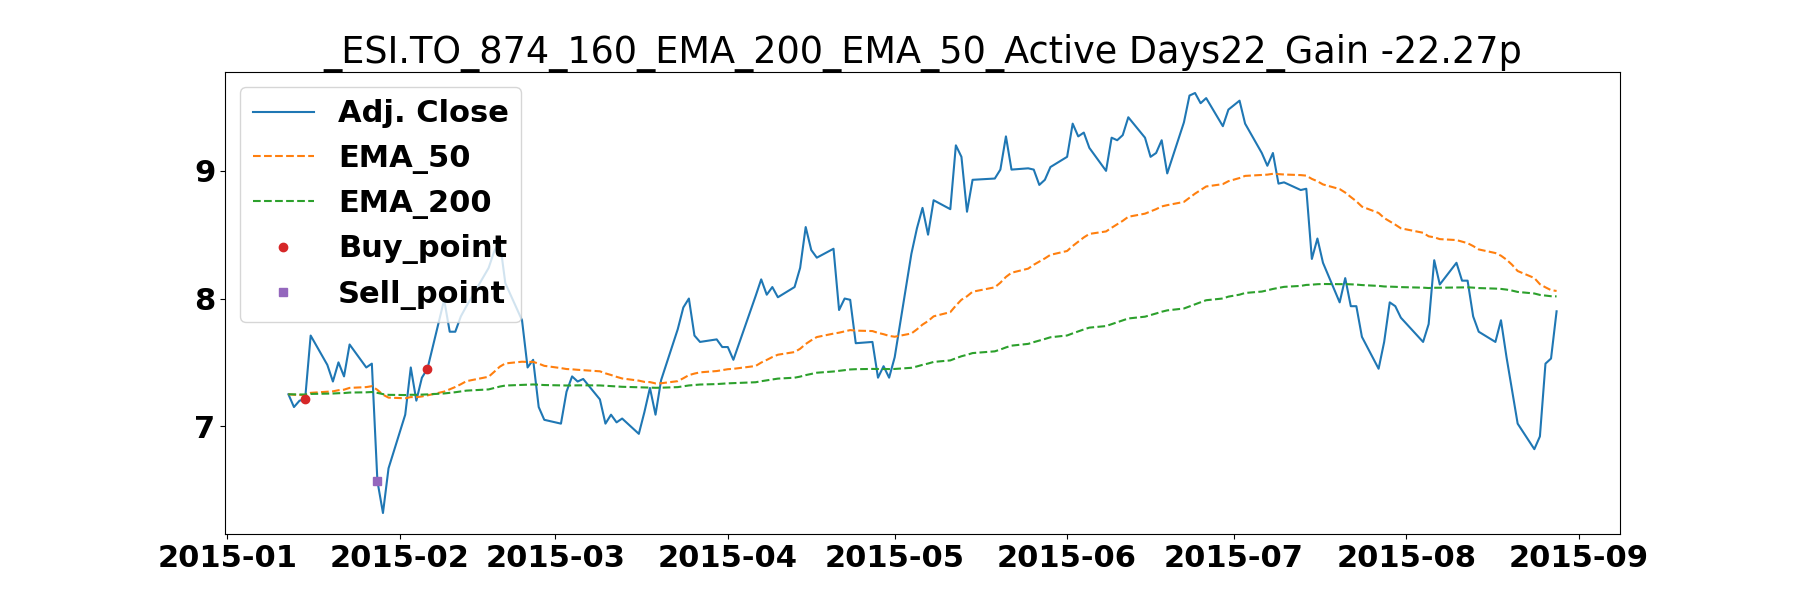 _ESI.TO_874_160_EMA_200_EMA_50_Active Days22_Gain -22.27p
Adj. Close
EMA_50
EMA_200
Buy_point
Sell_point
9
8
7
2015-01 2015-02 2015-03 2015-04 2015-05 2015-06 2015-07 2015-08 2015-09